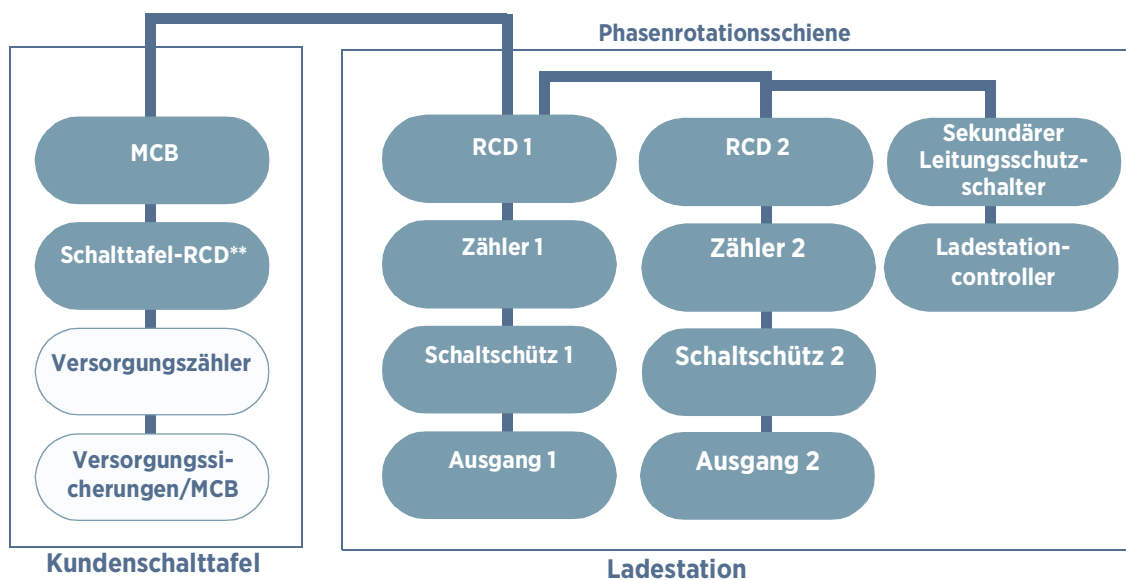 Phasenrotationsschiene
MCB
Schalttafel-RCD**
Versorgungszähler
Versorgungssi-
cherungen/MCB
Kundenschalttafel
RCD 1
Zähler 1
Schaltschütz 1
Ausgang 1
RCD 2
Zähler 2
Schaltschütz 2
Ausgang 2
Sekundärer
Leitungsschutz-
schalter
Ladestation-
controller
Ladestation